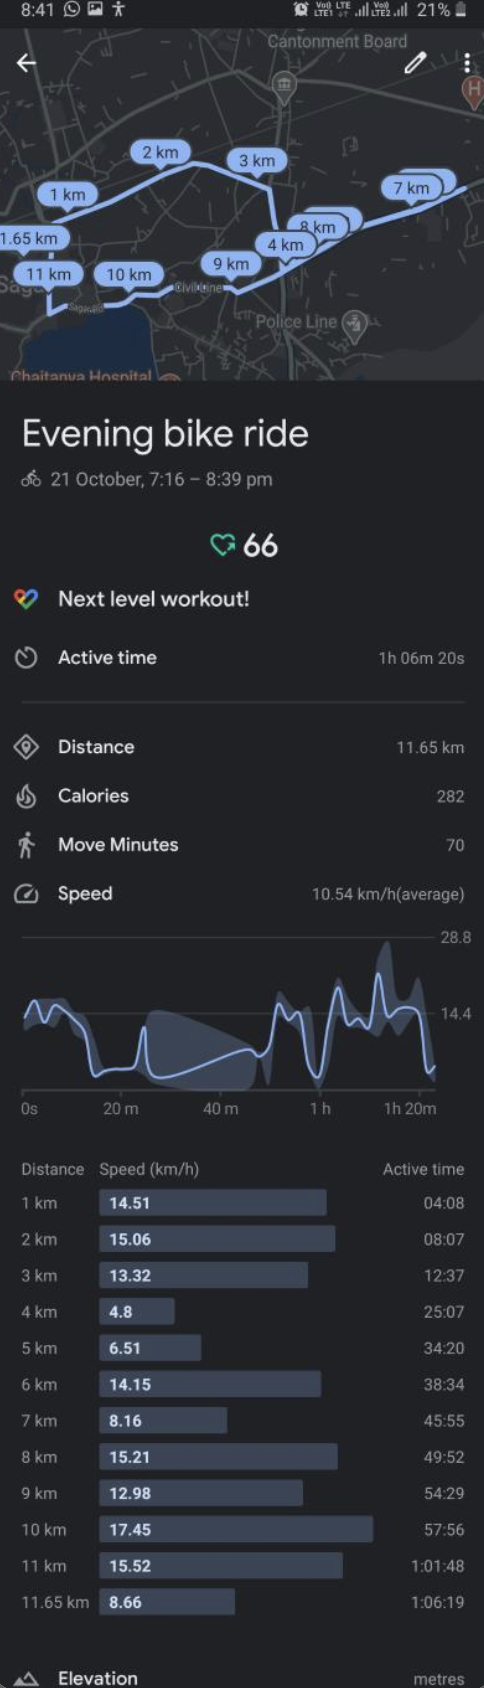 8:41 Vo) LTE LTE1 Vo) LTE2 21%
Cantonment Board
H
2 km
3 km
1 km
7 km
8 km
1.65 km
4 km
9 km
11 km
10 km
Civil Line
Police Line
Chaitanya Hospital
Evening bike ride
21 October, 7:16 – 8:39 pm
66
Next level workout!
Active time 1h 06m 20s
Distance 11.65 km
Calories 282
Move Minutes 70
Speed 10.54 km/h(average)
28.8
14.4
0s 20 m 40 m 1 h 1h 20m
Distance Speed (km/h) Active time
1 km 14.51 04:08
2 km 15.06 08:07
3 km 13.32 12:37
4 km 4.8 25:07
5 km 6.51 34:20
6 km 14.15 38:34
7 km 8.16 45:55
8 km 15.21 49:52
9 km 12.98 54:29
10 km 17.45 57:56
11 km 15.52 1:01:48
11.65 km 8.66 1:06:19
Elevation metres